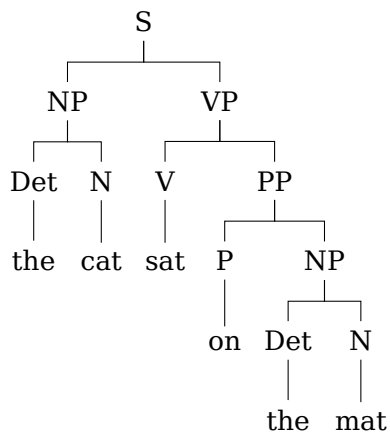 S
NP VP
Det N V PP
the cat sat P NP
on Det N
the mat